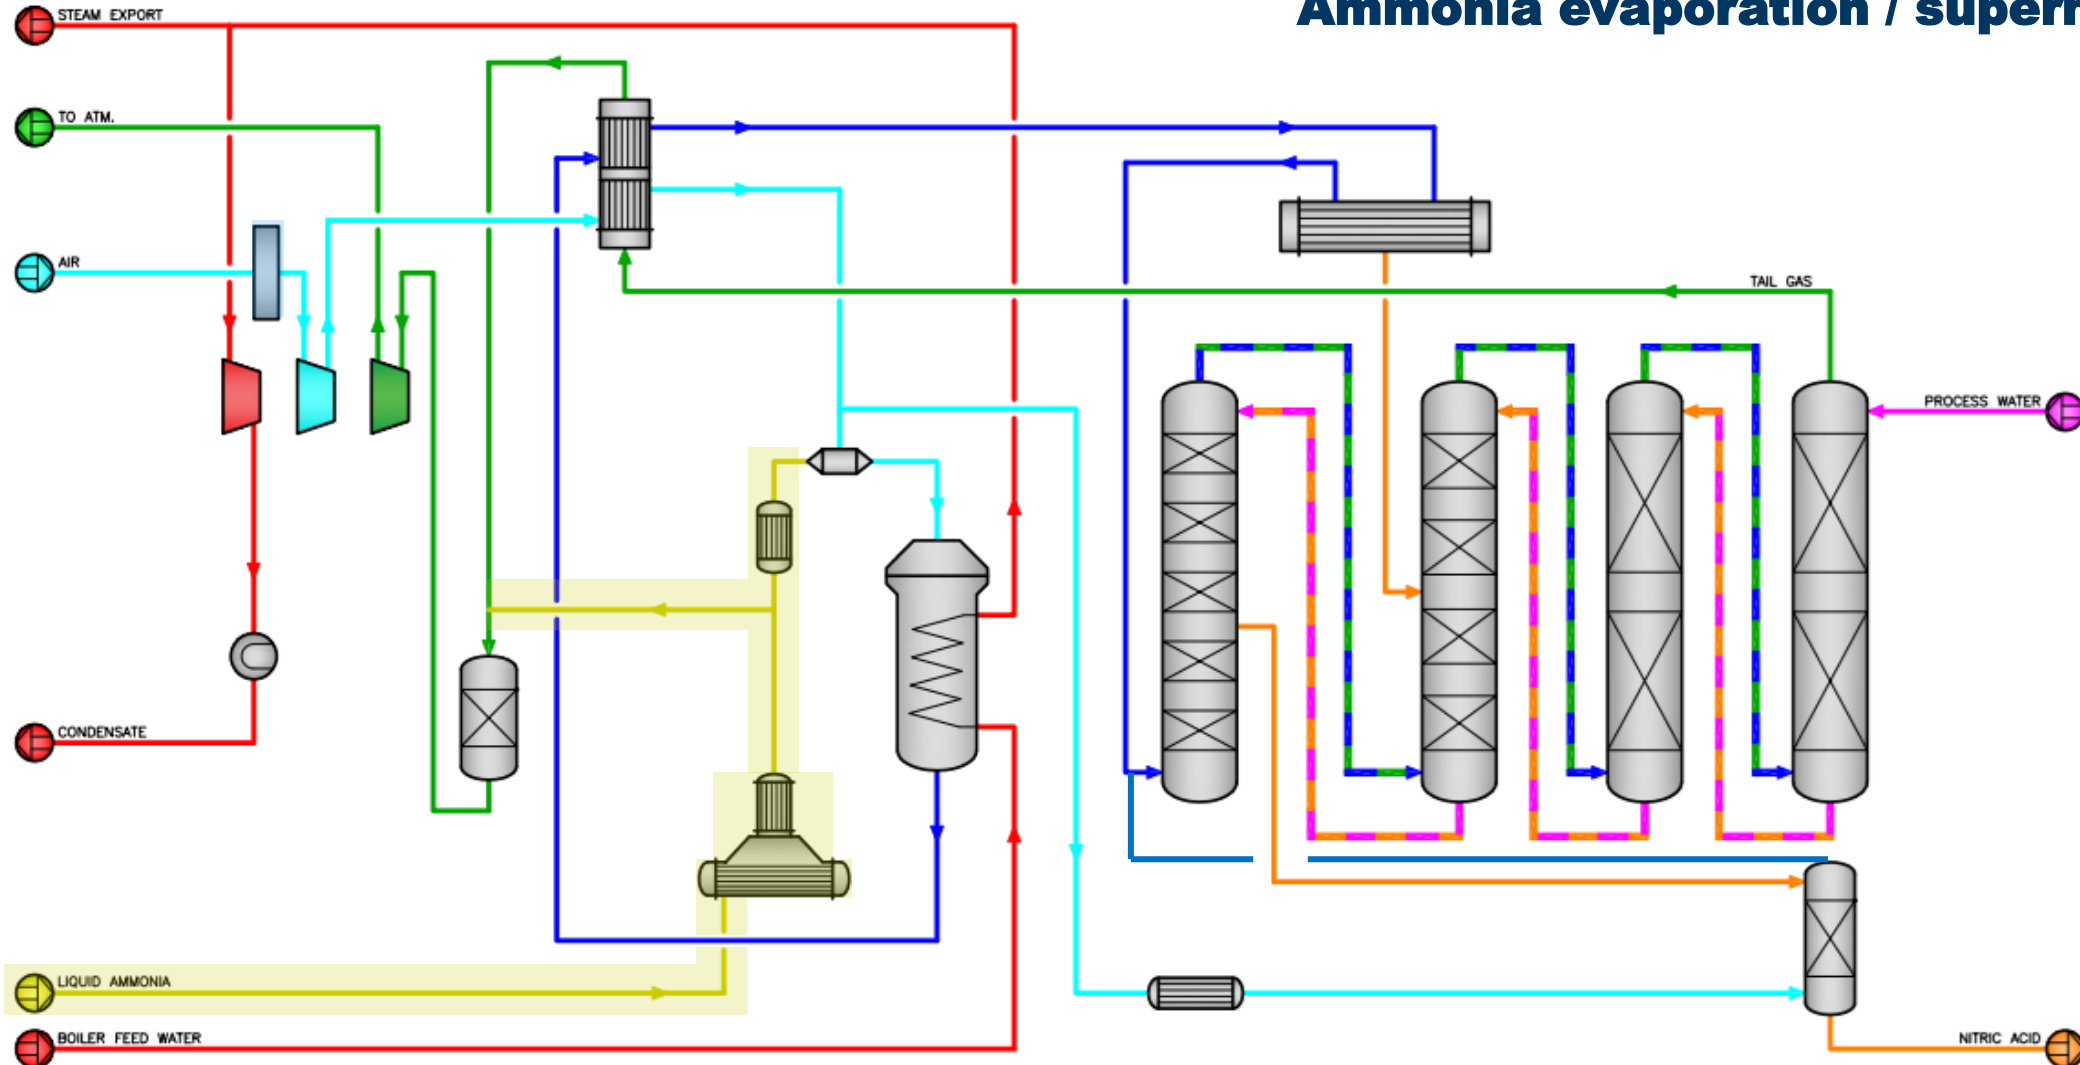 Ammonia evaporation /
STEAM EXPORT
TO ATM.
AIR
TAIL GAS
PROCESS WATER
CONDENSATE
LIQUID AMMONIA
BOILER FEED WATER
NITRIC ACID